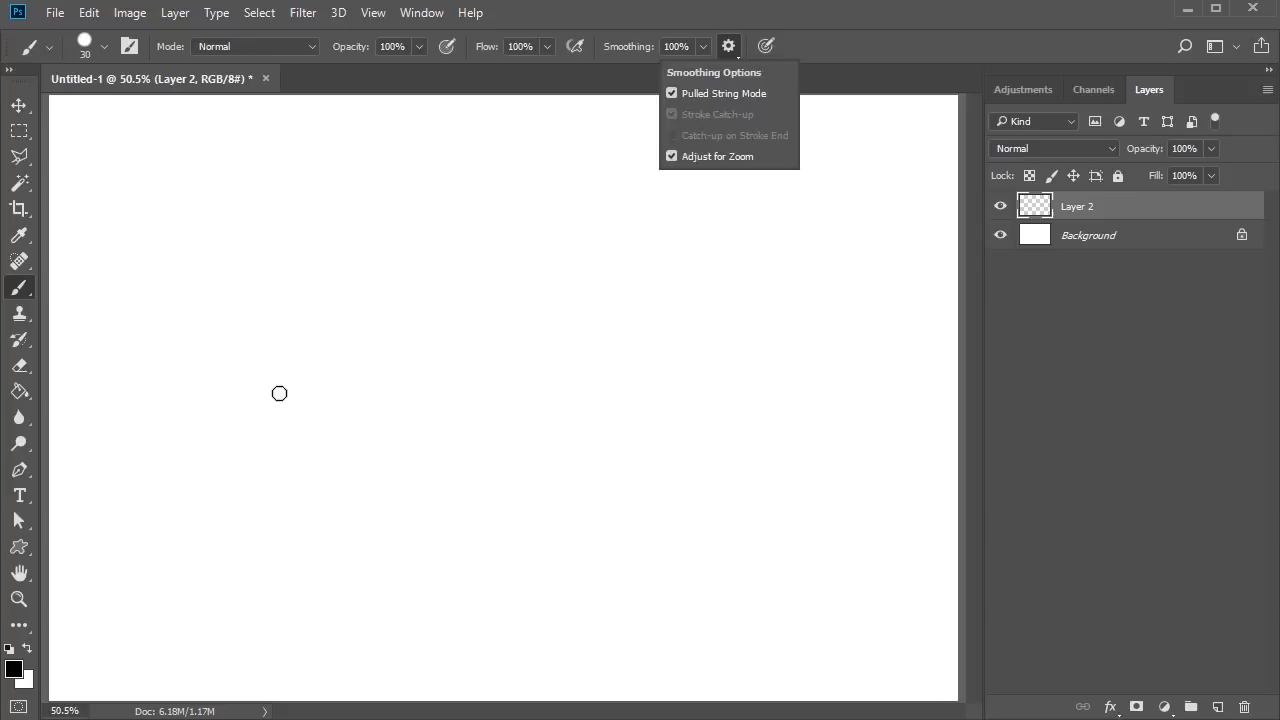 Ps File Edit Image Layer Type Select Filter 3D View Window Help
30 Mode: Normal Opacity: 100% Flow: 100% Smoothing: 100%
Untitled-1 @ 50.5% (Layer 2, RGB/8#) * ×
Smoothing Options
Pulled String Mode
Stroke Catch-up
Catch-up on Stroke End
Adjust for Zoom
Adjustments Channels Layers
Kind
Normal Opacity: 100%
Lock: Fill: 100%
Layer 2
Background
50.5% Doc: 6.18M/1.17M